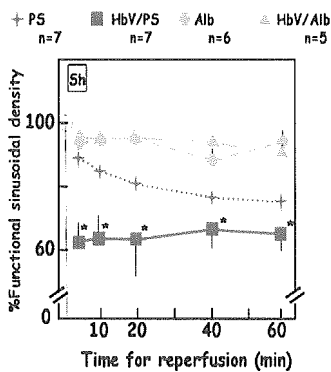 PS HbV/PS Alb HbV/Alb
n=7 n=7 n=6 n=5
Sh
%Functional sinusoidal density
100
60
0
* * * * *
10 20 40 60
Time for reperfusion (min)